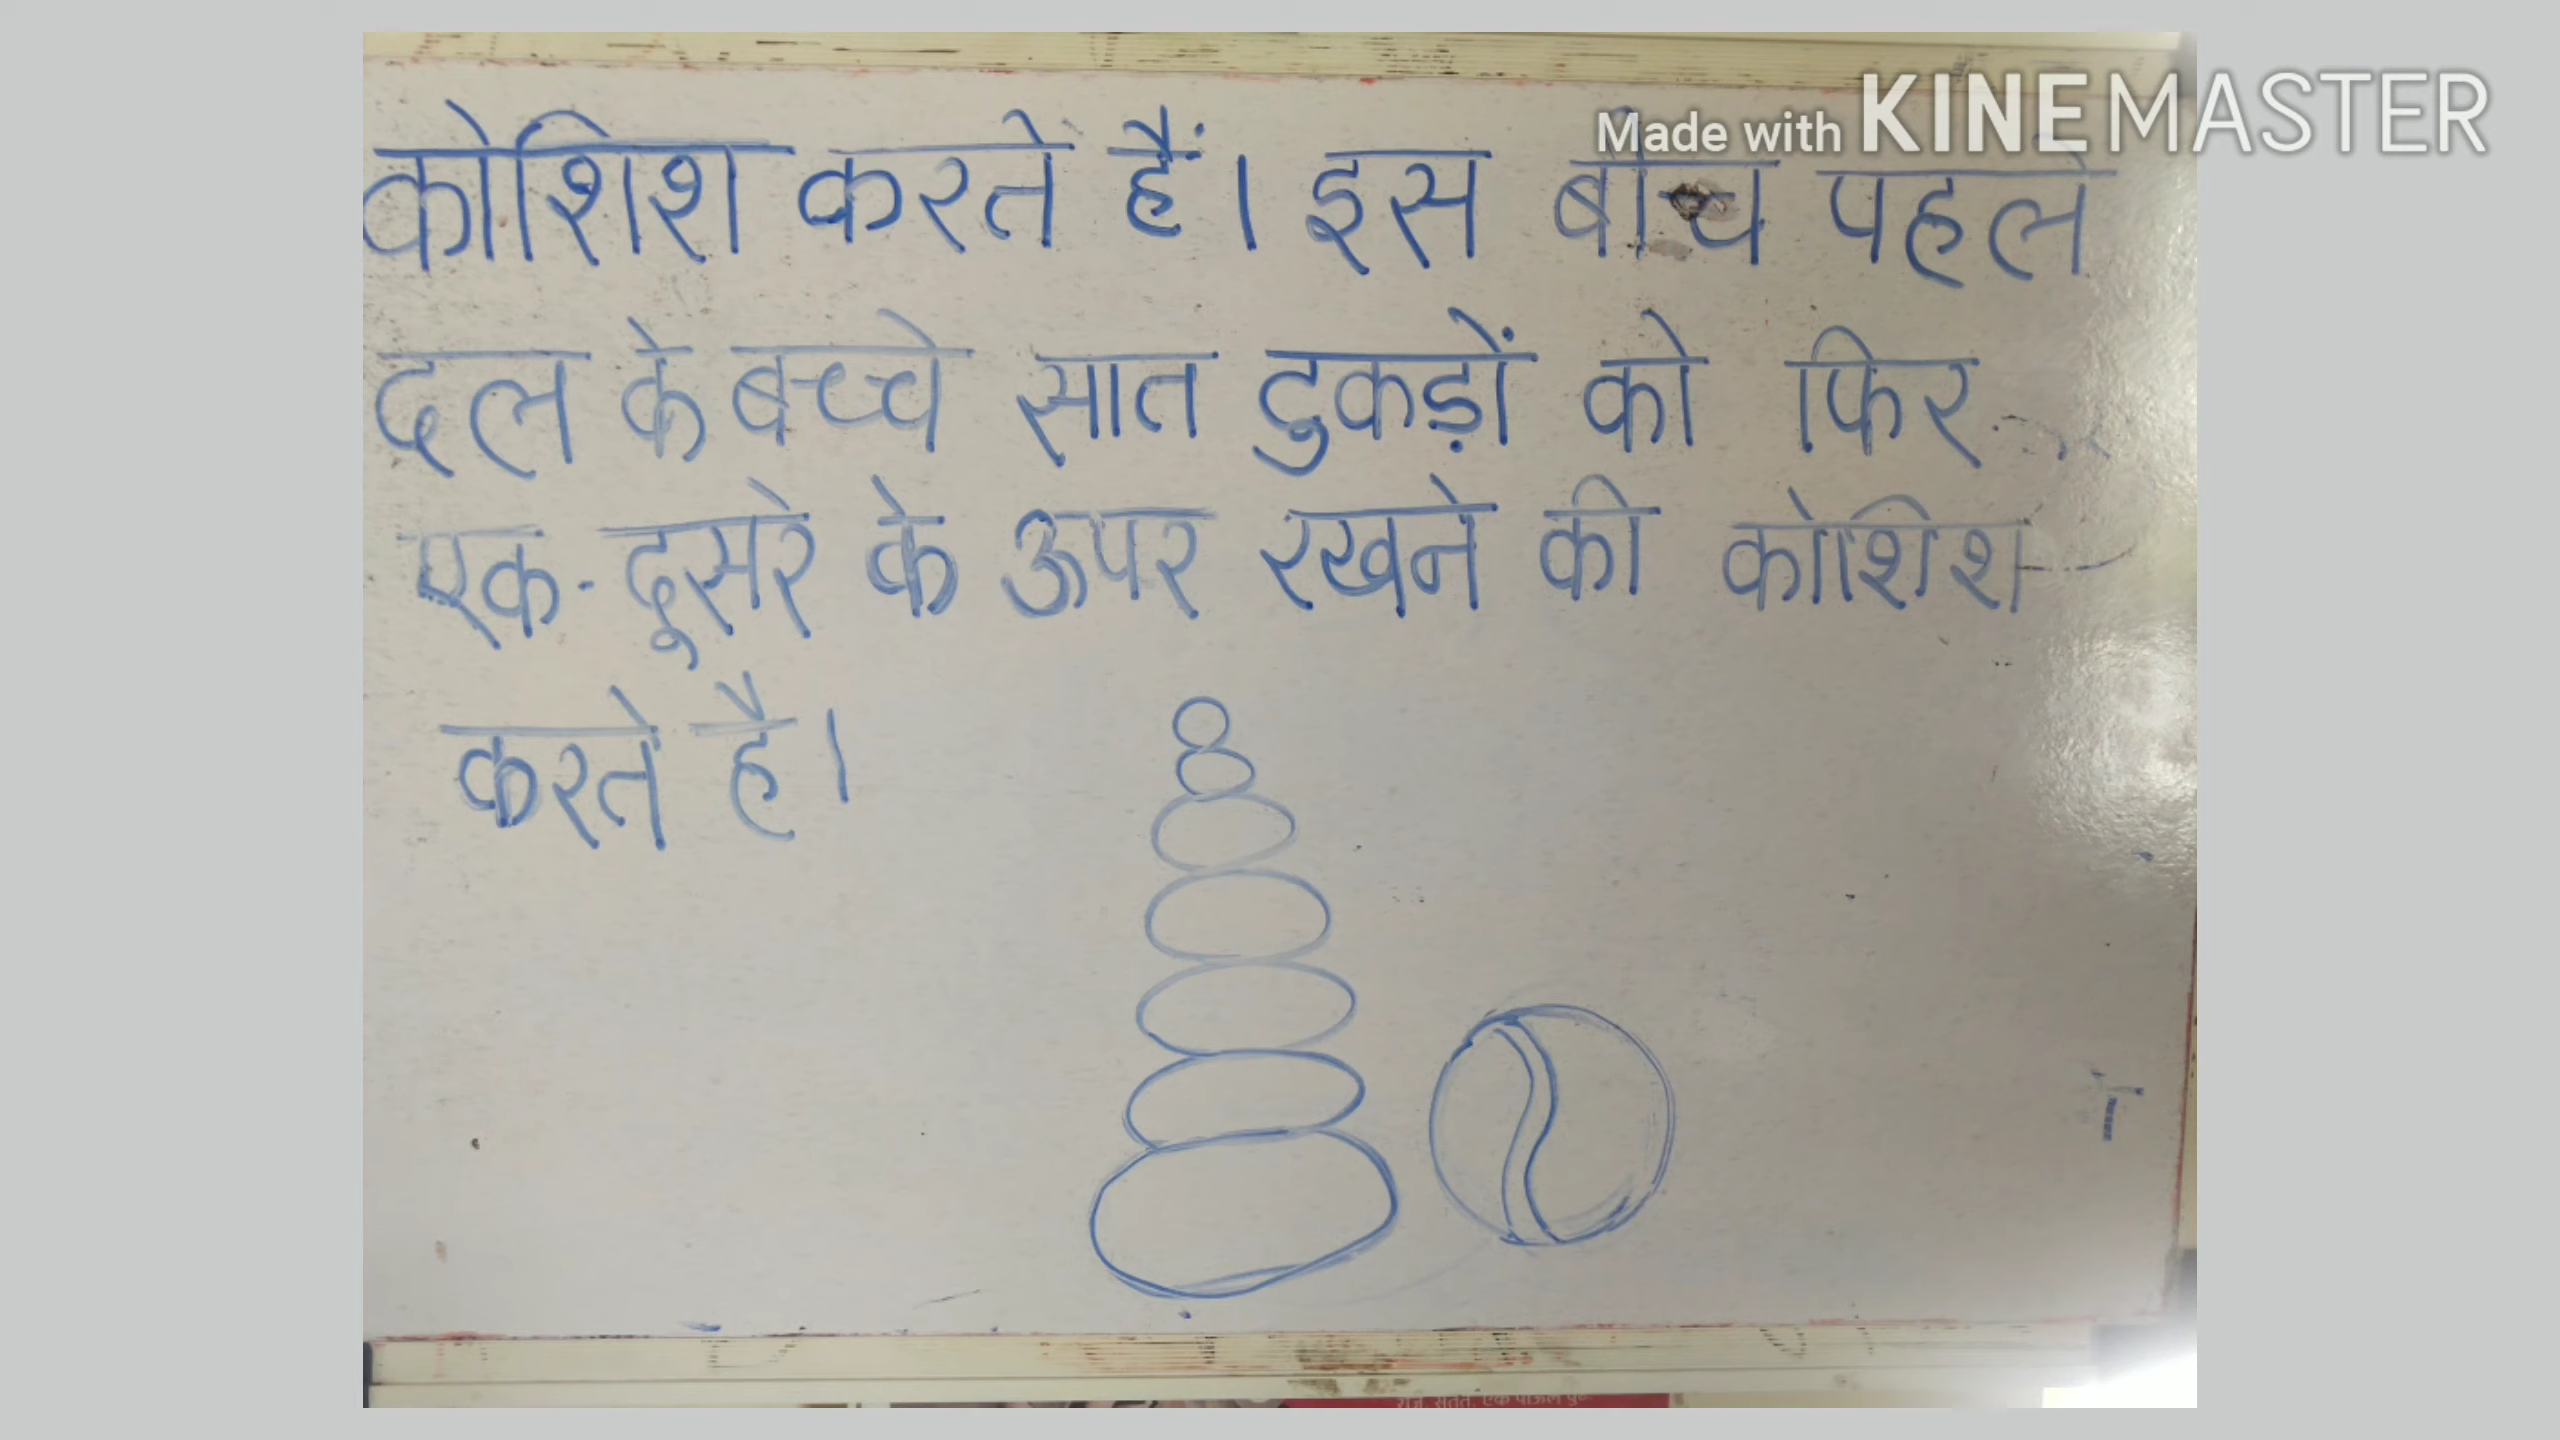 Made with KINEMASTER
कोशिश करते हैं। इस बीच पहले
दल के बच्चे सात टुकड़ों को फिर
एक-दूसरे के ऊपर रखने की कोशिश
करते है।